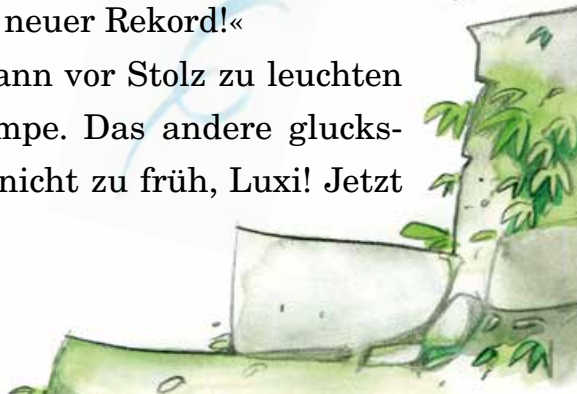 neuer Rekord!«
ann vor Stolz zu leuchten
mpe. Das andere glucks-
nicht zu früh, Luxi! Jetzt